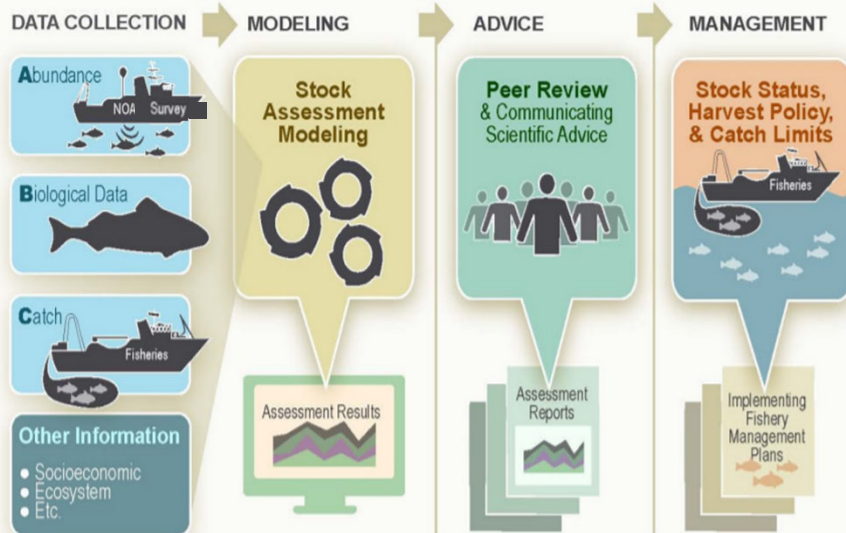 DATA COLLECTION
MODELING
ADVICE
MANAGEMENT
Abundance
NOA Survey
Biological Data
Catch
Fisheries
Other Information
● Socioeconomic
● Ecosystem
● Etc.
Stock
Assessment
Modeling
Assessment Results
Peer Review
& Communicating
Scientific Advice
Assessment
Reports
Stock Status,
Harvest Policy,
& Catch Limits
Fisheries
Implementing
Fishery
Management
Plans